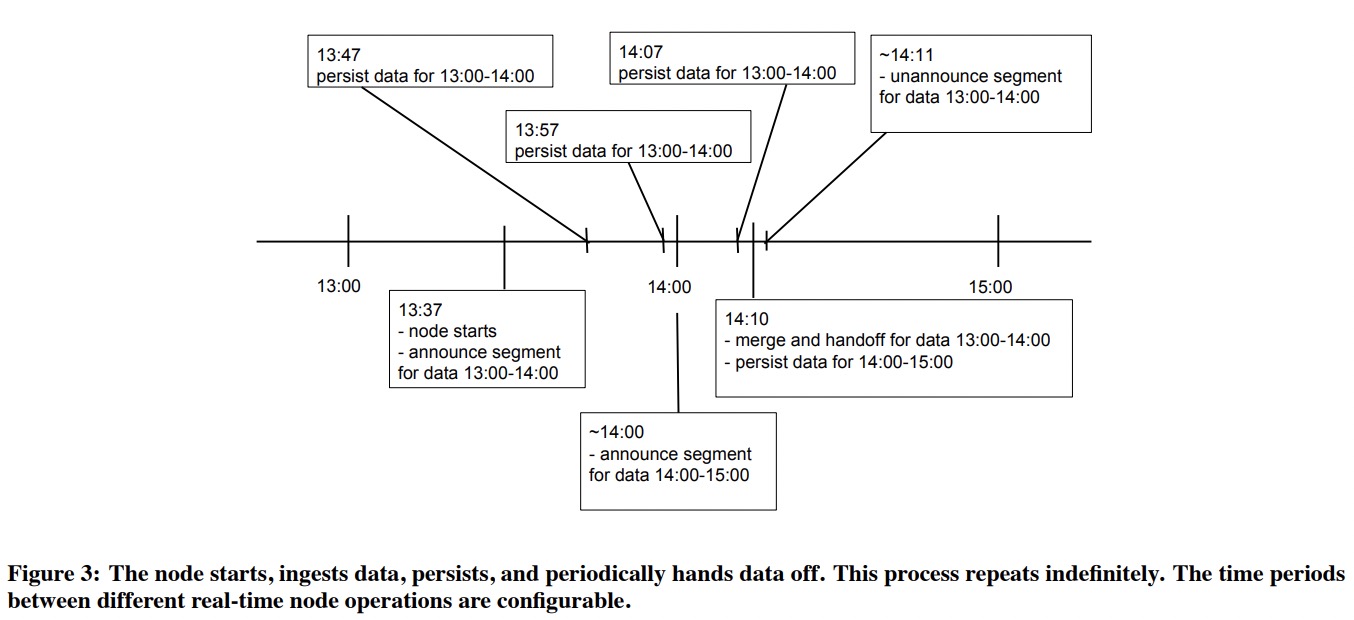 13:47
persist data for 13:00-14:00
14:07
persist data for 13:00-14:00
~14:11
- unannounce segment
for data 13:00-14:00
13:57
persist data for 13:00-14:00
13:00
14:00
15:00
13:37
- node starts
- announce segment
for data 13:00-14:00
14:10
- merge and handoff for data 13:00-14:00
- persist data for 14:00-15:00
~14:00
- announce segment
for data 14:00-15:00
Figure 3: The node starts, ingests data, persists, and periodically hands data off. This process repeats indefinitely. The time periods
between different real-time node operations are configurable.